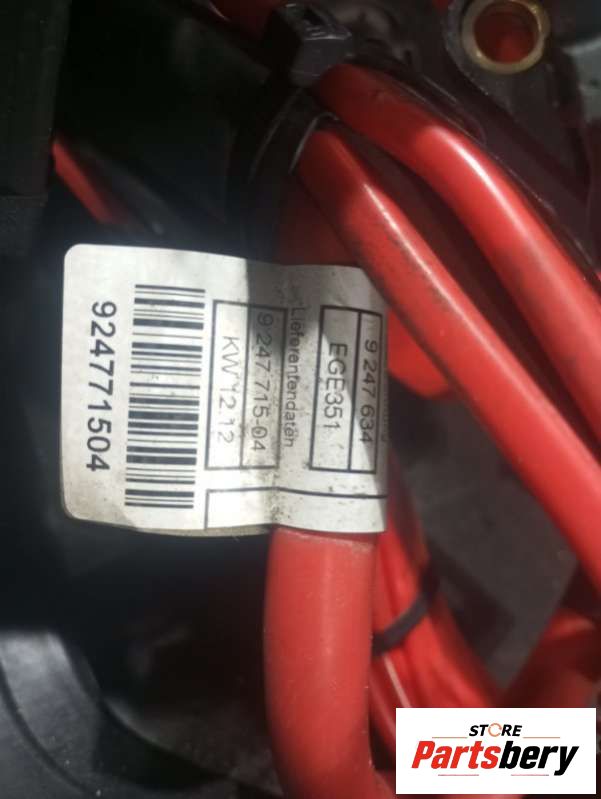 9 247 634
EGE351
Lieferantendaten
9 247 715-04
KW 12.12
924771504
STORE
Partsbery